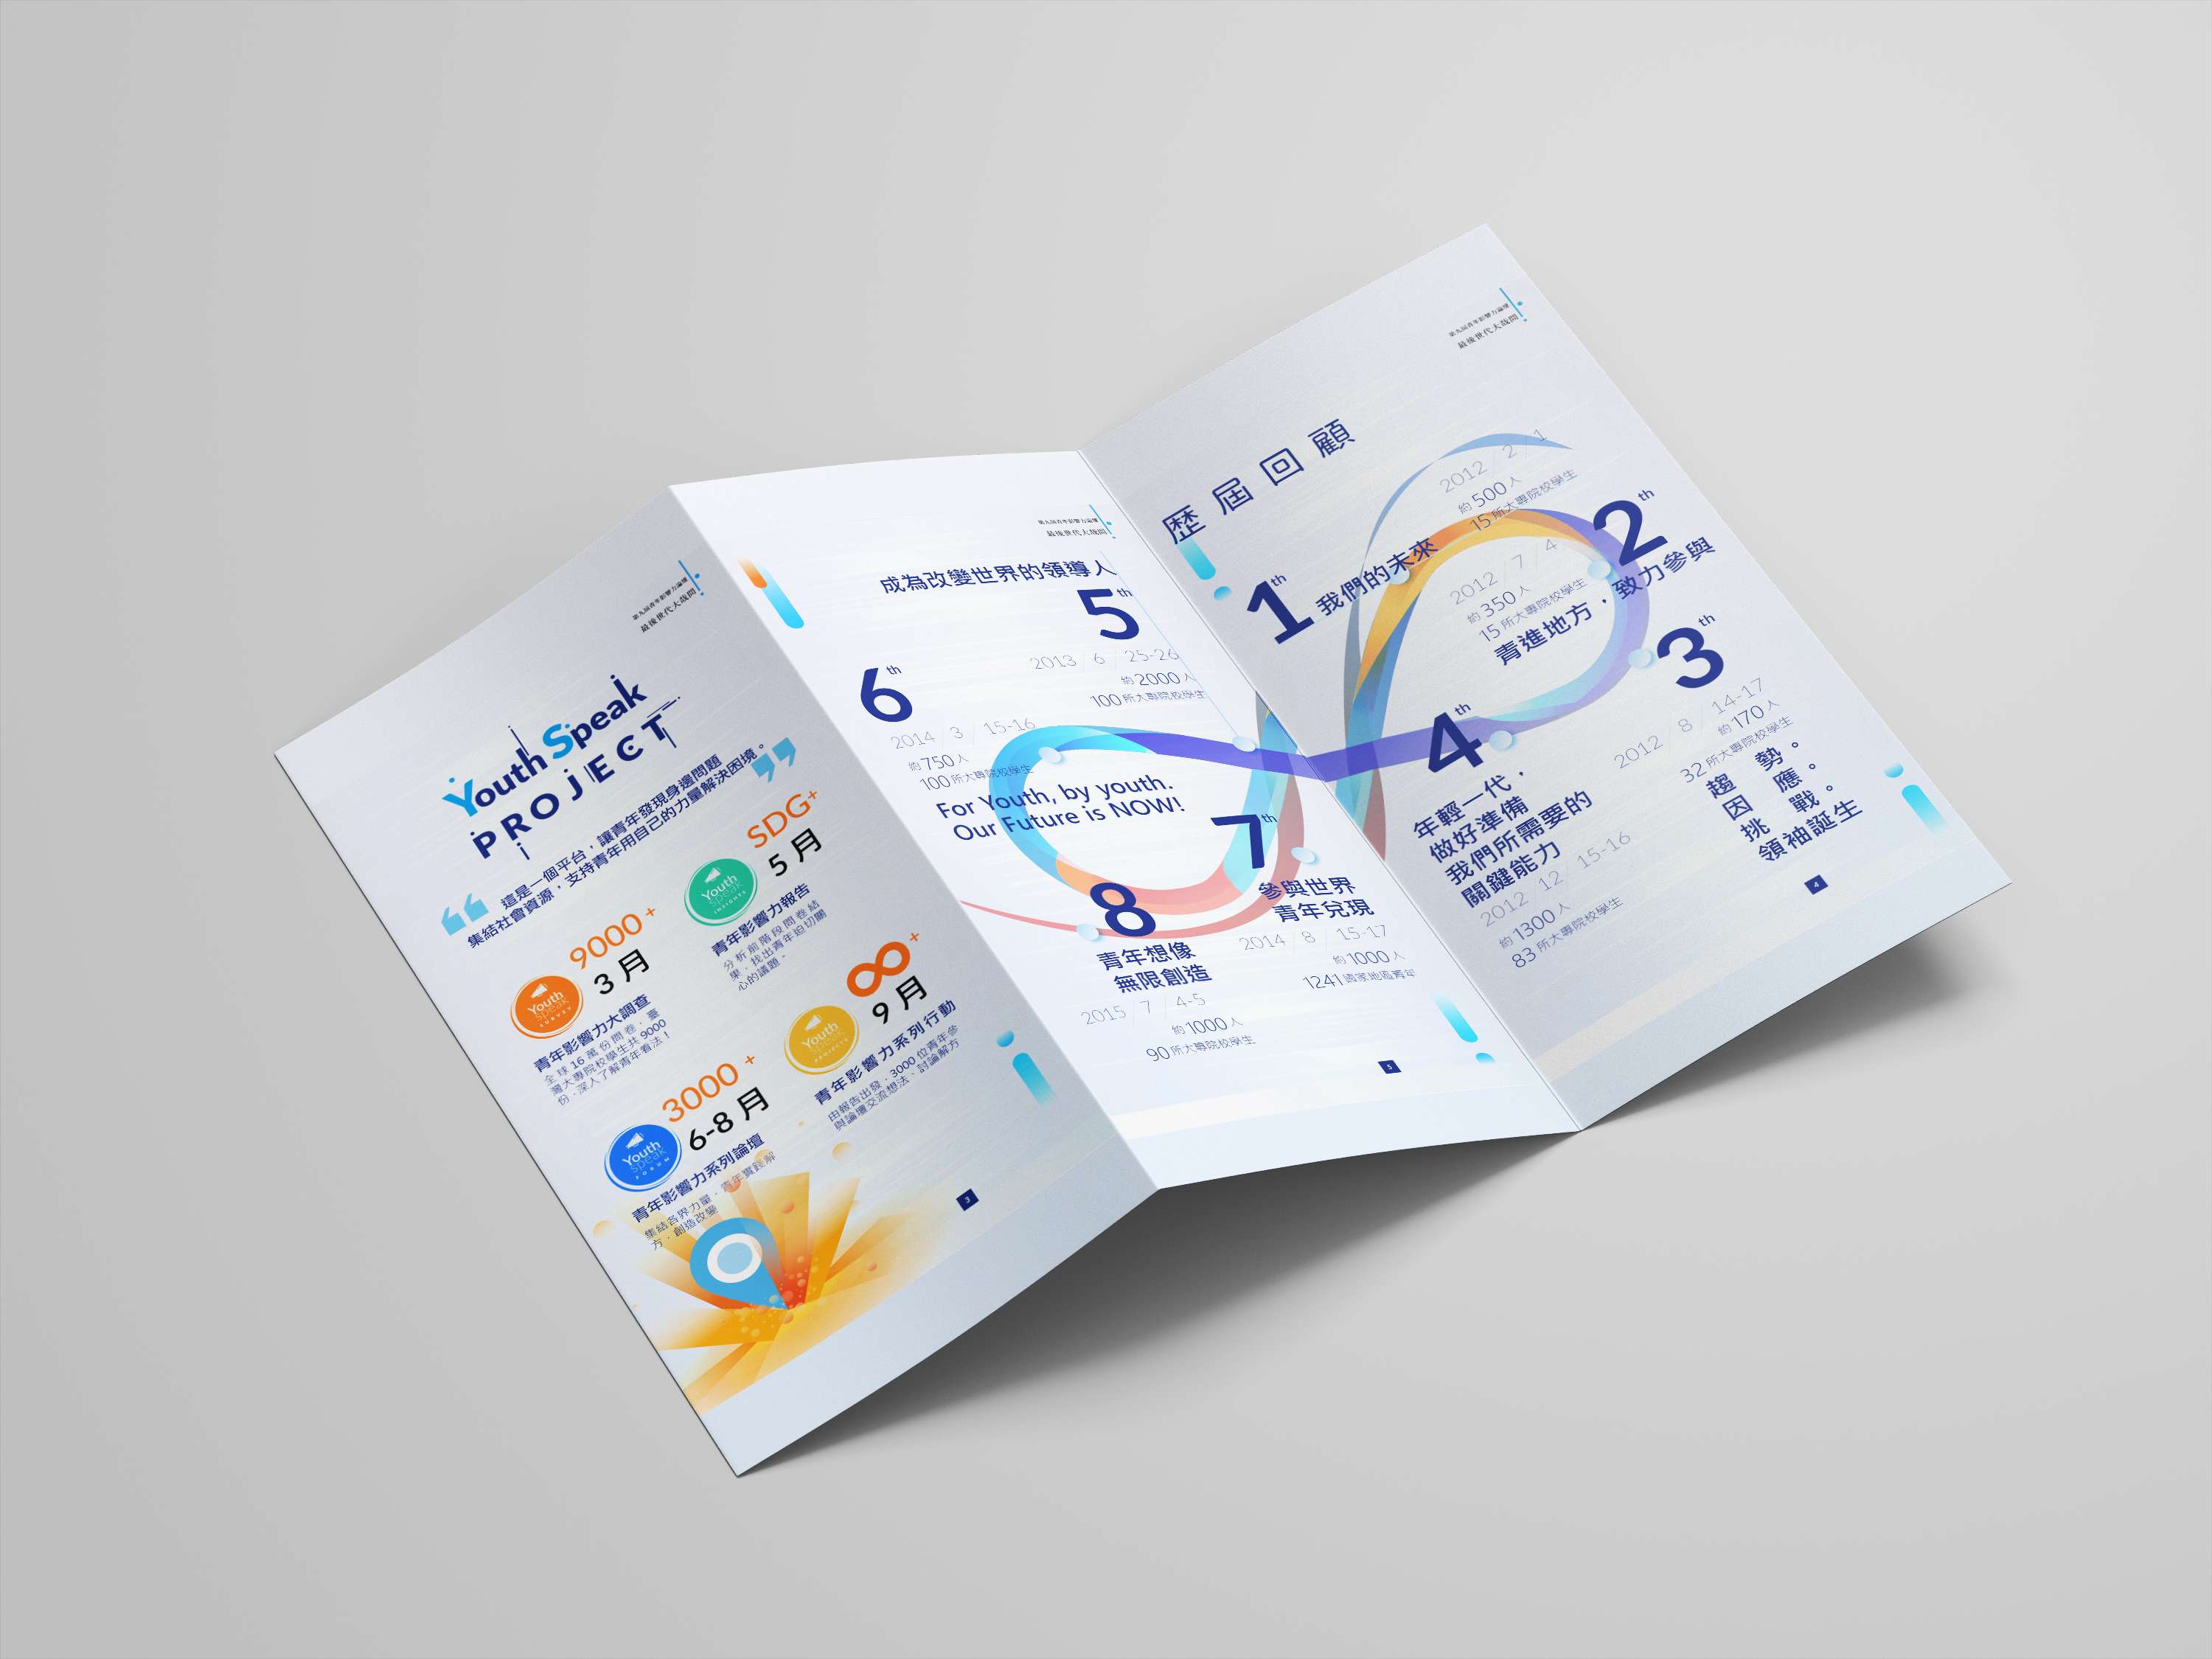 第九屆青年影響力論壇
最後世代大哉問
Youth Speak
PROJECT
這是一個平台，讓青年發現身邊問題
集結社會資源，支持青年用自己的力量解決困境。
9000+
3月
Youth
Speak
SURVEY
青年影響力大調查
全球16萬份問卷，臺
灣大專院校學生共9000
份，深入了解青年看法！
SDG+
5月
Youth
Speak
INSIGHTS
青年影響力報告
分析前階段問卷結
果，找出青年迫切關
心的議題。
3000+
6-8月
Youth
Speak
FORUM
青年影響力系列論壇
集結各界力量，青年實踐解
方，創造改變
∞+
9月
Youth
Speak
PROJECTS
青年影響力系列行動
由報告出發，3000位青年參
與論壇交流想法、討論解方
3
第九屆青年影響力論壇
最後世代大哉問
成為改變世界的領導人
5th
2013 / 6 / 25-26
約2000人
100所大專院校學生
6th
2014 / 3 / 15-16
約750人
100所大專院校學生
For Youth, by youth.
Our Future is NOW!
7th
參與世界
青年兌現
2014 / 8 / 15-17
約1000人
1241國家地區青年
8
青年想像
無限創造
2015 / 7 / 4-5
約1000人
90所大專院校學生
第九屆青年影響力論壇
最後世代大哉問
歷屆回顧
1th
我們的未來
2012 / 2 / 1
約500人
15所大專院校學生
2th
2012 / 7 / 4
約350人
15所大專院校學生
青進地方，致力參與
3th
2012 / 8 / 14-17
約170人
32所大專院校學生
趨勢。
因應。
挑戰。
領袖誕生
4th
年輕一代，
做好準備
我們所需要的
關鍵能力
2012 / 12 / 15-16
約1300人
83所大專院校學生
4